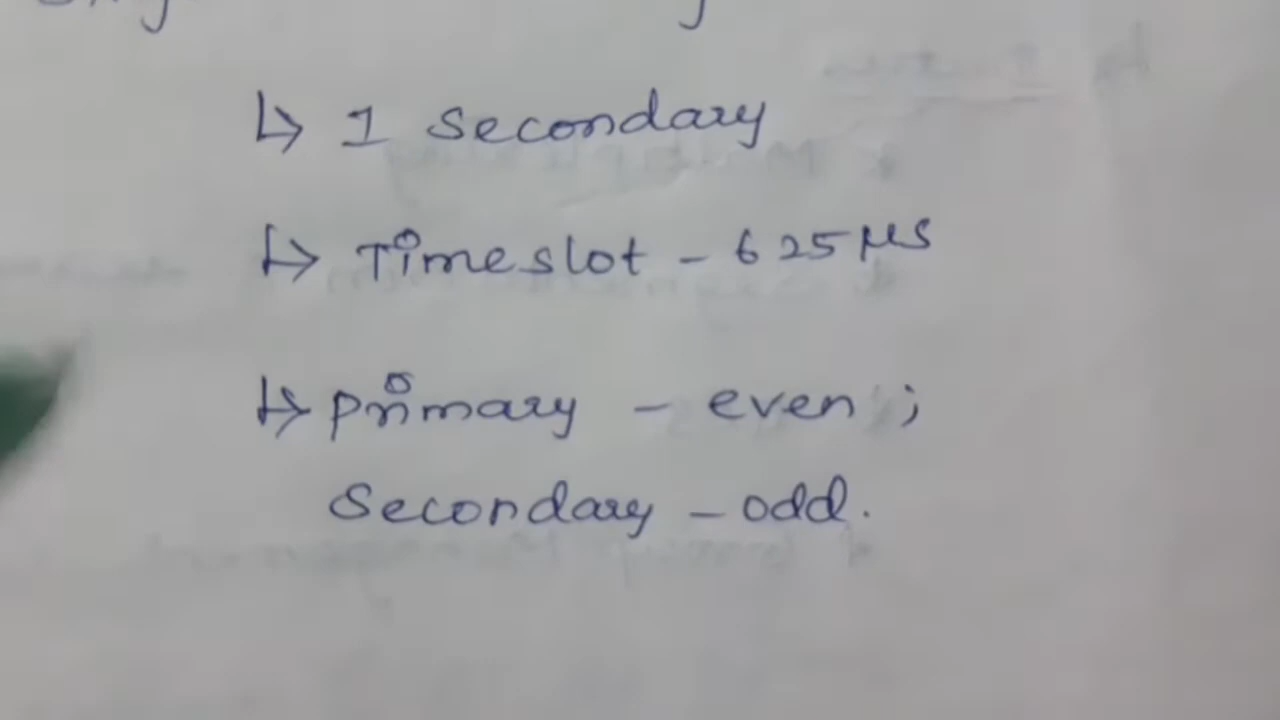 ↳ 1 Secondary
↳ Timeslot - 625 μs
↳ Primary - even ;
Secondary - odd.